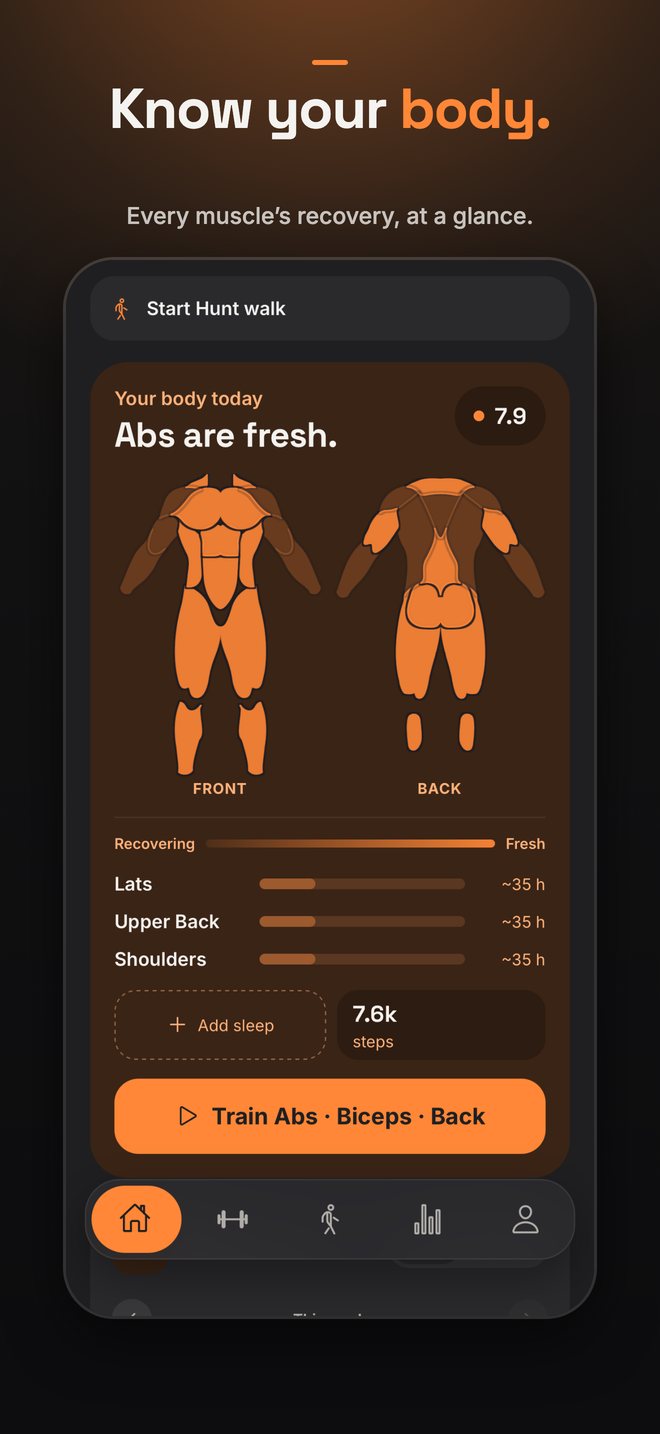 Know your body.
Every muscle’s recovery, at a glance.
Start Hunt walk
Your body today
Abs are fresh.
7.9
FRONT
BACK
Recovering
Fresh
Lats
~35 h
Upper Back
~35 h
Shoulders
~35 h
Add sleep
7.6k
steps
Train Abs · Biceps · Back